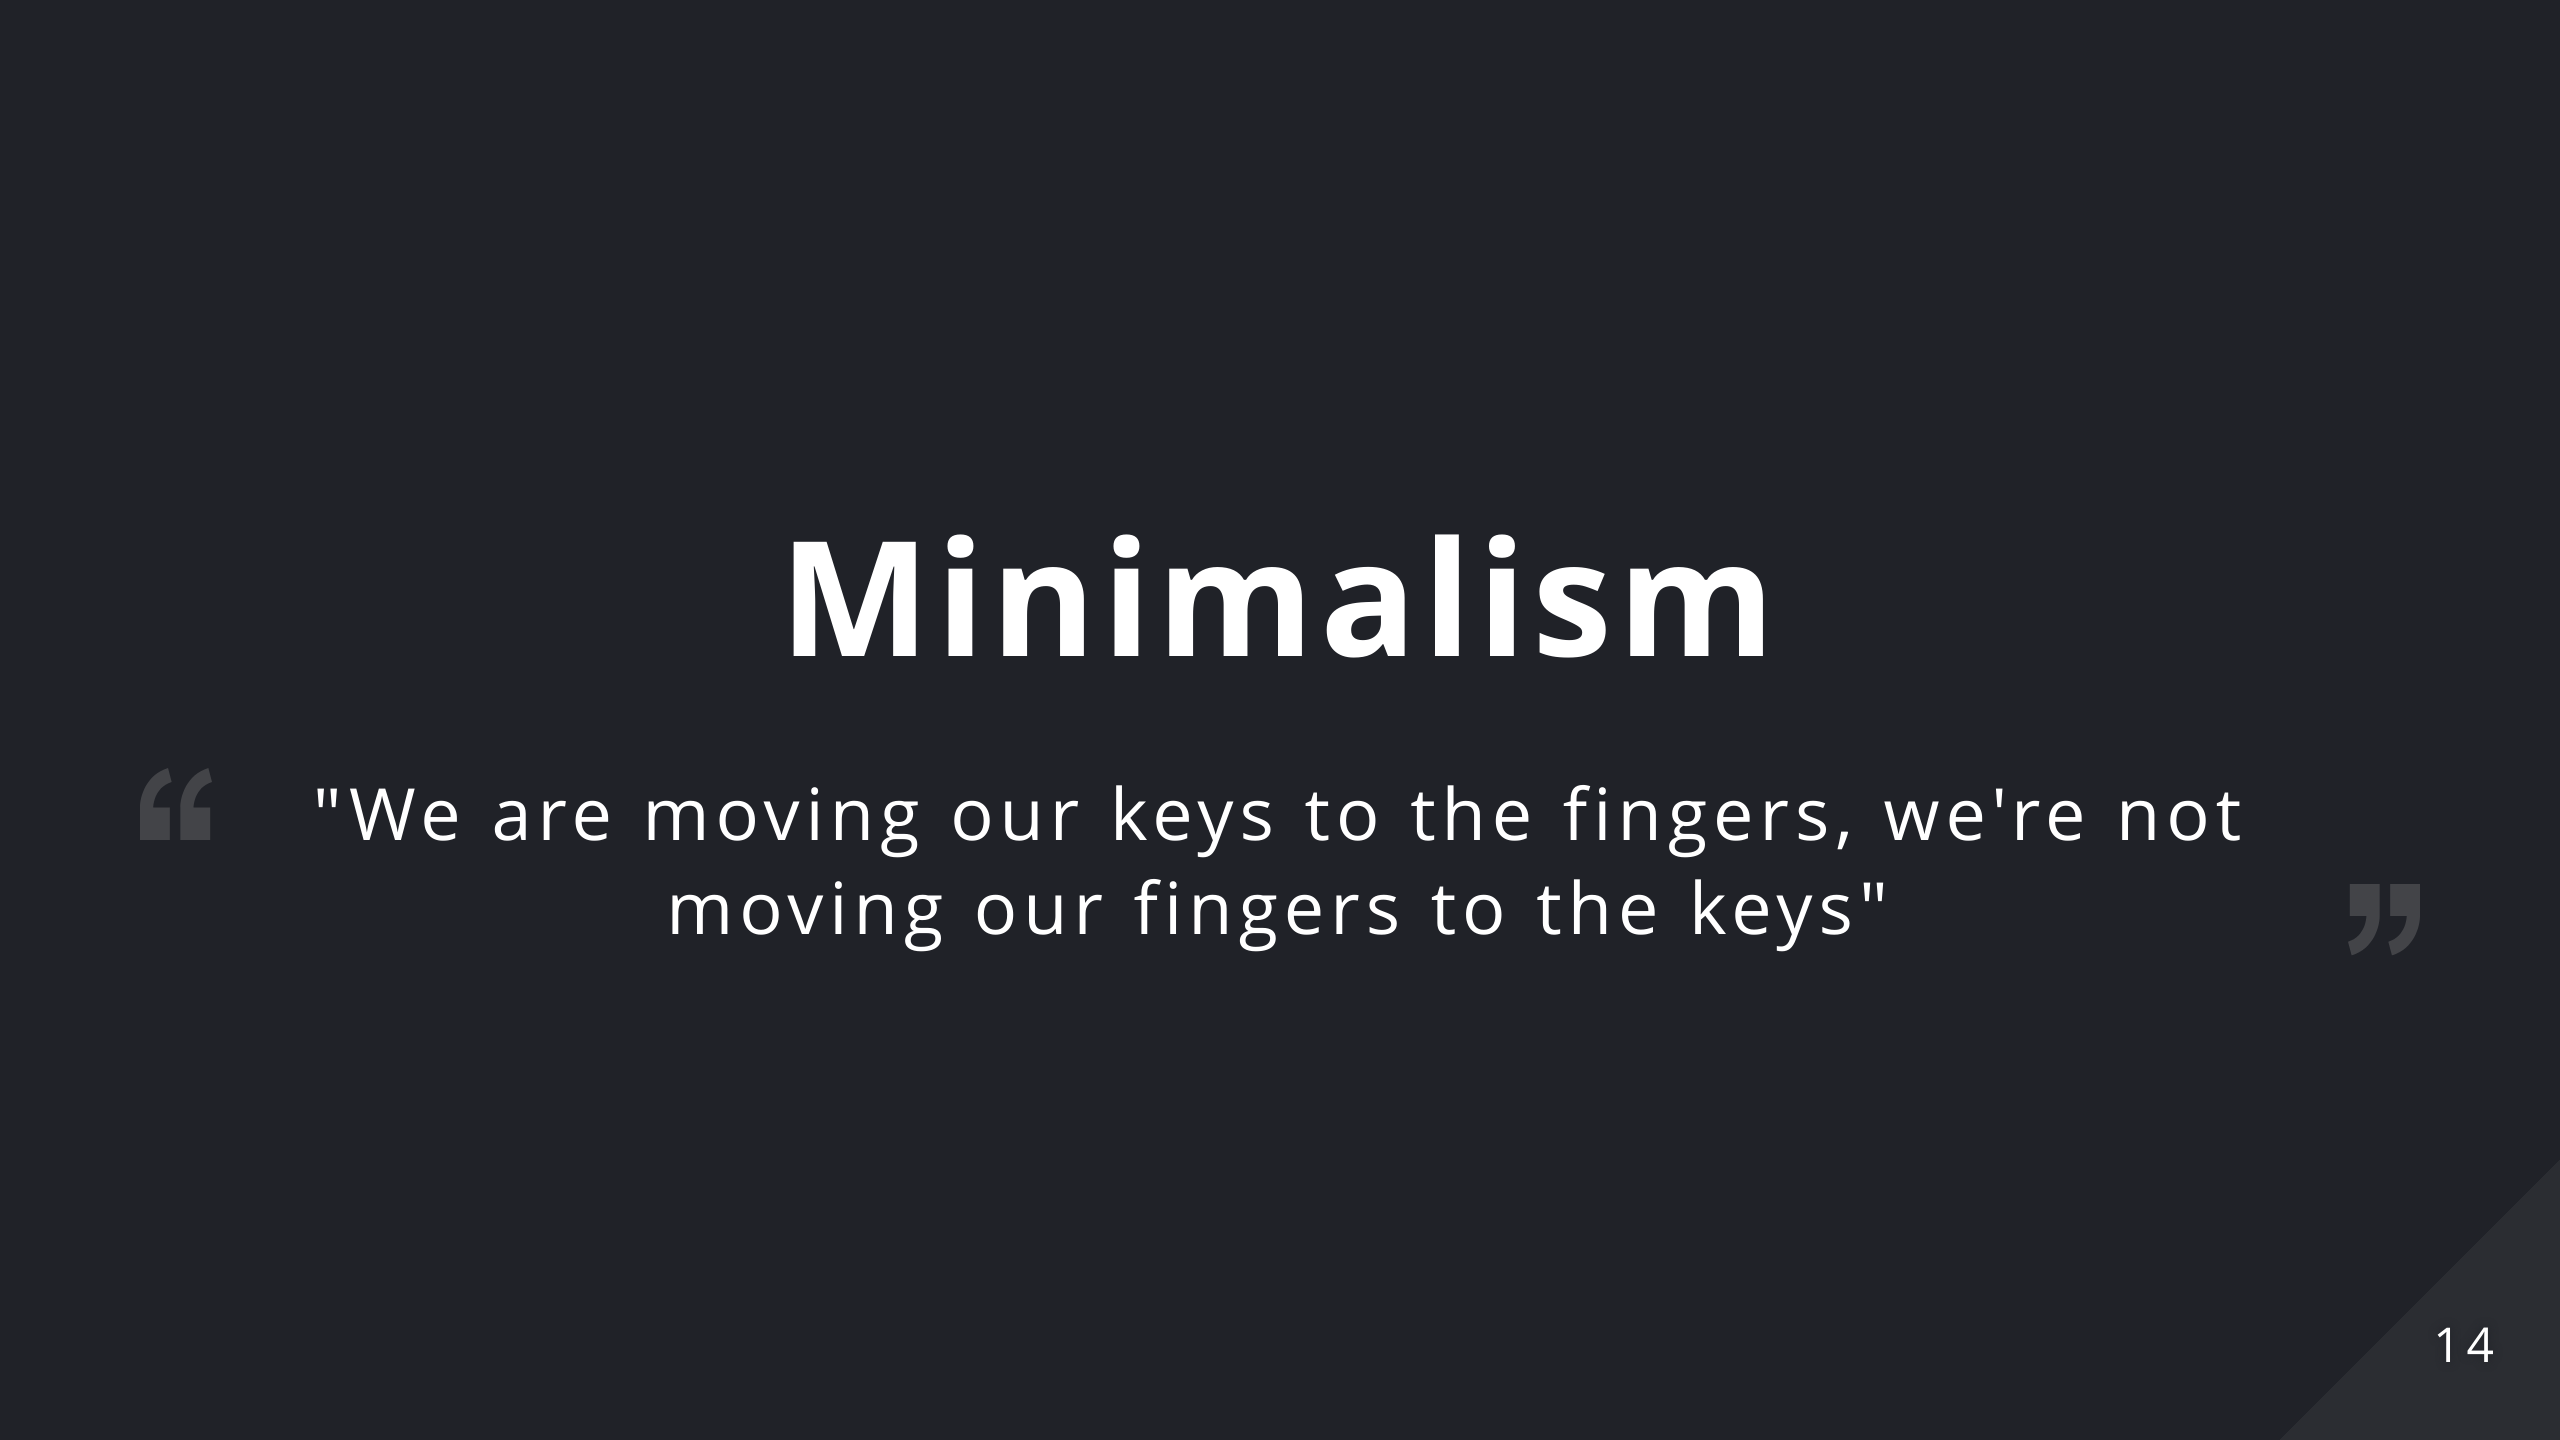 Minimalism
"We are moving our keys to the fingers, we're not
moving our fingers to the keys"
14